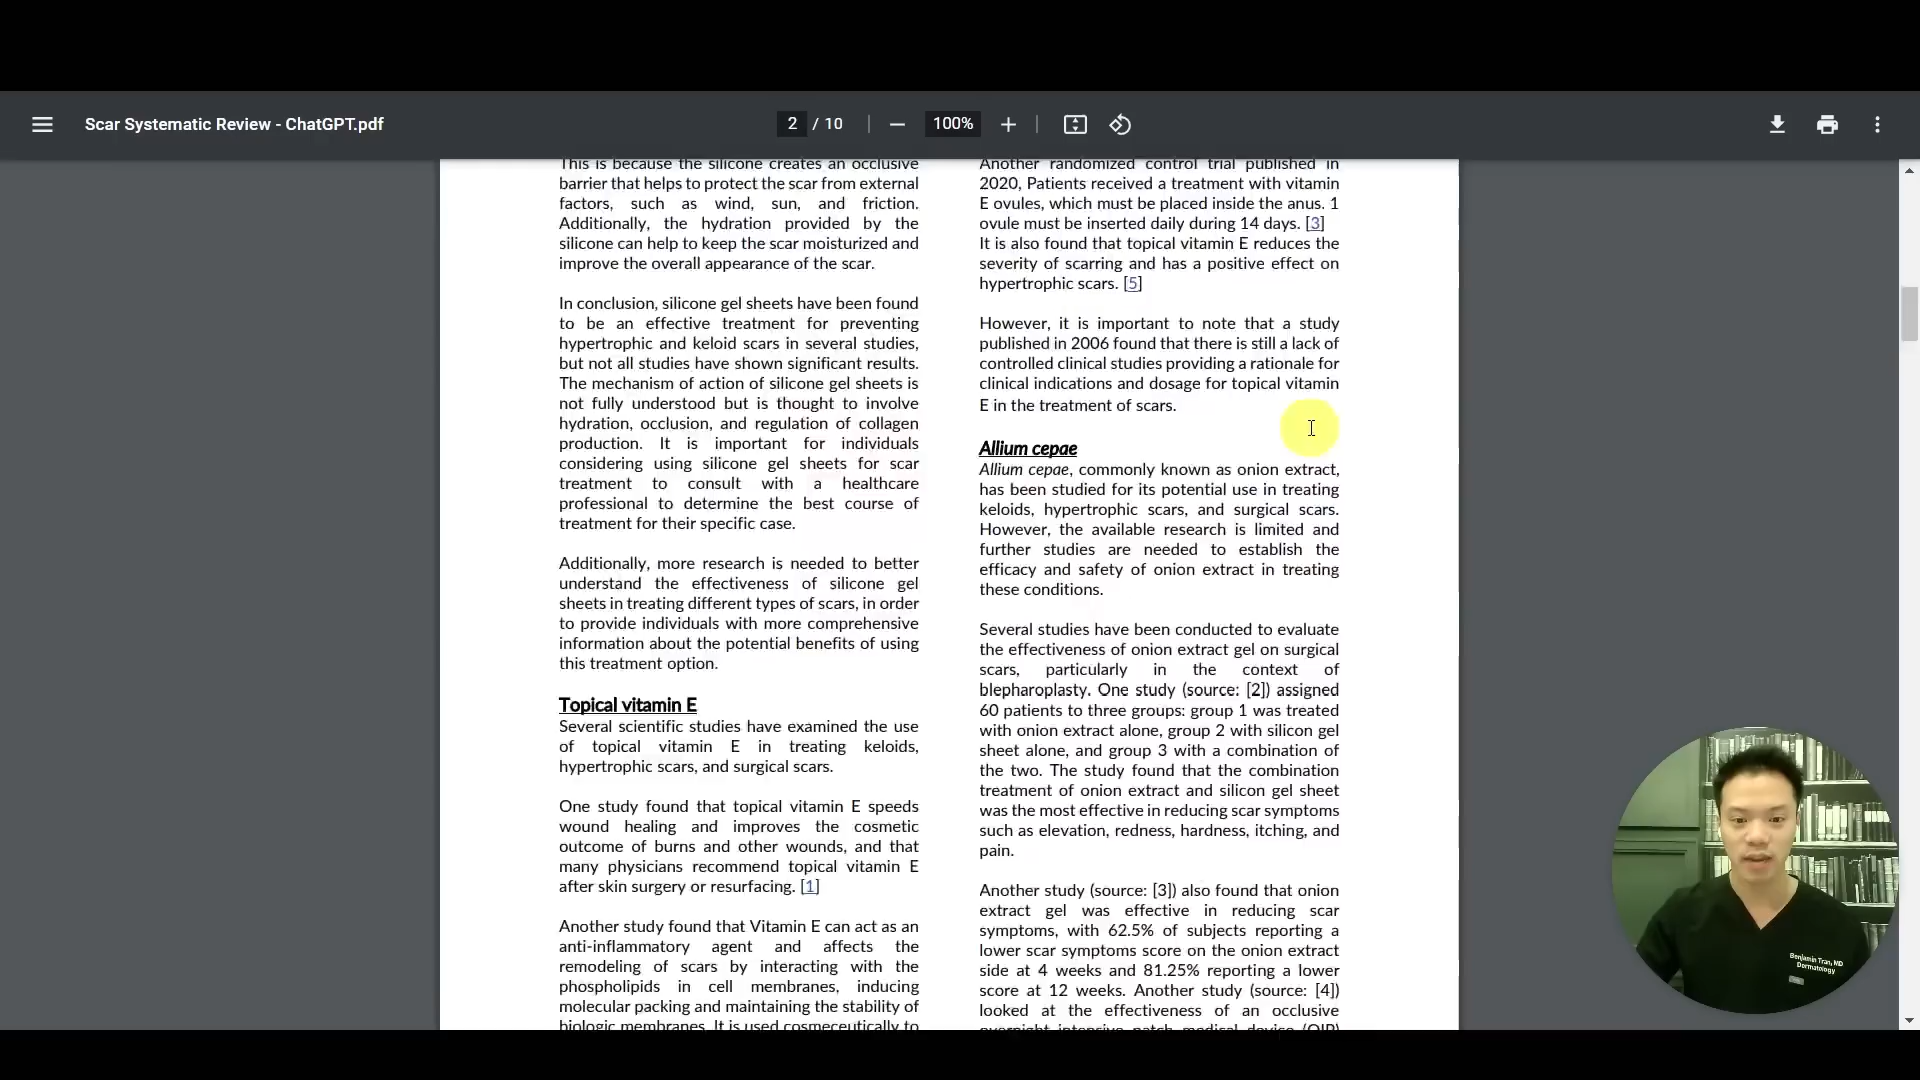 Scar Systematic Review - ChatGPT.pdf
2 / 10
100%
This is because the silicone creates an occlusive
barrier that helps to protect the scar from external
factors, such as wind, sun, and friction.
Additionally, the hydration provided by the
silicone can help to keep the scar moisturized and
improve the overall appearance of the scar.
In conclusion, silicone gel sheets have been found
to be an effective treatment for preventing
hypertrophic and keloid scars in several studies,
but not all studies have shown significant results.
The mechanism of action of silicone gel sheets is
not fully understood but is thought to involve
hydration, occlusion, and regulation of collagen
production. It is important for individuals
considering using silicone gel sheets for scar
treatment to consult with a healthcare
professional to determine the best course of
treatment for their specific case.
Additionally, more research is needed to better
understand the effectiveness of silicone gel
sheets in treating different types of scars, in order
to provide individuals with more comprehensive
information about the potential benefits of using
this treatment option.
Topical vitamin E
Several scientific studies have examined the use
of topical vitamin E in treating keloids,
hypertrophic scars, and surgical scars.
One study found that topical vitamin E speeds
wound healing and improves the cosmetic
outcome of burns and other wounds, and that
many physicians recommend topical vitamin E
after skin surgery or resurfacing. [1]
Another study found that Vitamin E can act as an
anti-inflammatory agent and affects the
remodeling of scars by interacting with the
phospholipids in cell membranes, inducing
molecular packing and maintaining the stability of
biologic membranes. It is used cosmeceutically to
Another randomized control trial published in
2020, Patients received a treatment with vitamin
E ovules, which must be placed inside the anus. 1
ovule must be inserted daily during 14 days. [3]
It is also found that topical vitamin E reduces the
severity of scarring and has a positive effect on
hypertrophic scars. [5]
However, it is important to note that a study
published in 2006 found that there is still a lack of
controlled clinical studies providing a rationale for
clinical indications and dosage for topical vitamin
E in the treatment of scars.
Allium cepae
Allium cepae, commonly known as onion extract,
has been studied for its potential use in treating
keloids, hypertrophic scars, and surgical scars.
However, the available research is limited and
further studies are needed to establish the
efficacy and safety of onion extract in treating
these conditions.
Several studies have been conducted to evaluate
the effectiveness of onion extract gel on surgical
scars, particularly in the context of
blepharoplasty. One study (source: [2]) assigned
60 patients to three groups: group 1 was treated
with onion extract alone, group 2 with silicon gel
sheet alone, and group 3 with a combination of
the two. The study found that the combination
treatment of onion extract and silicon gel sheet
was the most effective in reducing scar symptoms
such as elevation, redness, hardness, itching, and
pain.
Another study (source: [3]) also found that onion
extract gel was effective in reducing scar
symptoms, with 62.5% of subjects reporting a
lower scar symptoms score on the onion extract
side at 4 weeks and 81.25% reporting a lower
score at 12 weeks. Another study (source: [4])
looked at the effectiveness of an occlusive
overnight intensive patch medical device (OIP)
Benjamin Tran, MD
Dermatology